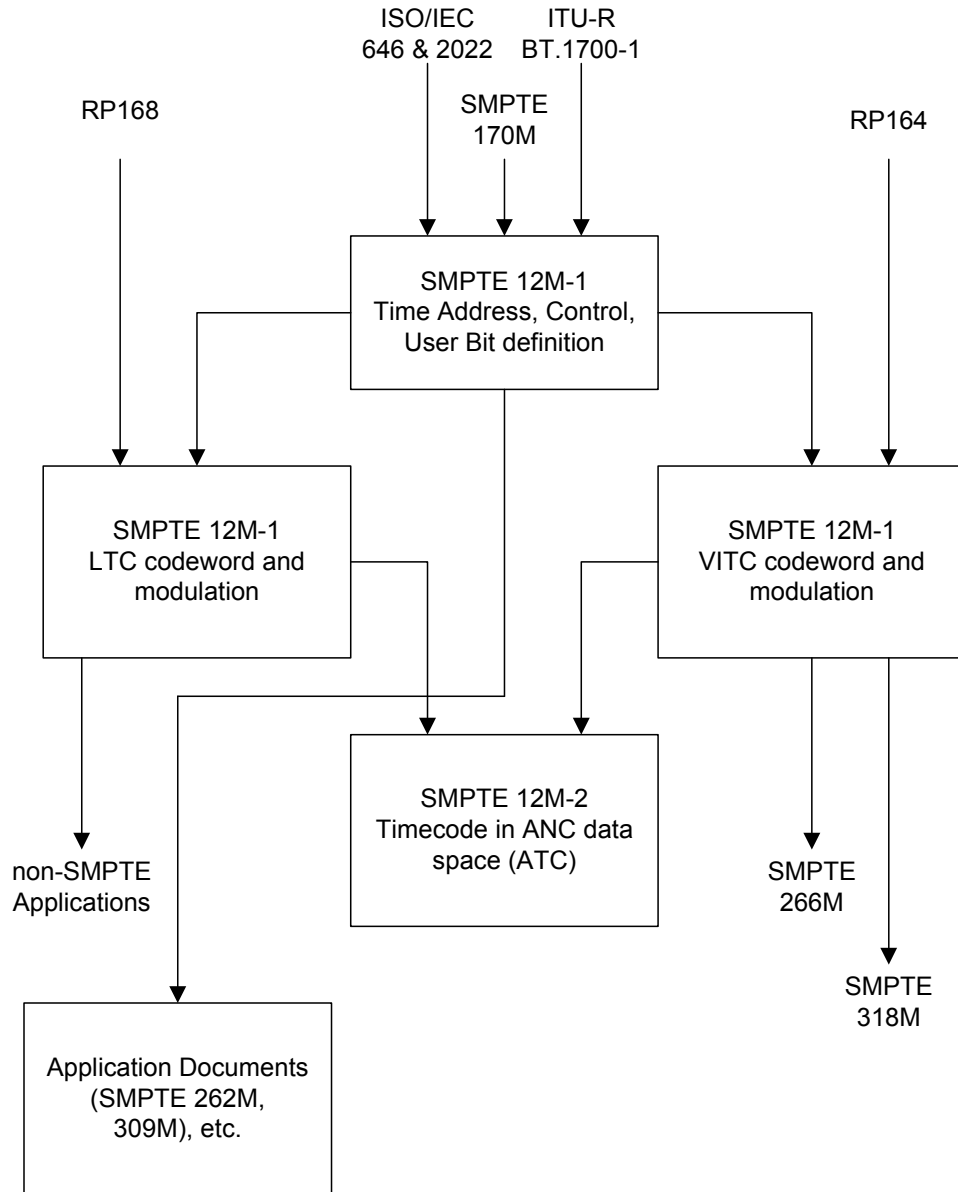 ISO/IEC
646 & 2022
ITU-R
BT.1700-1
RP168
SMPTE
170M
RP164
SMPTE 12M-1
Time Address, Control,
User Bit definition
SMPTE 12M-1
LTC codeword and
modulation
SMPTE 12M-1
VITC codeword and
modulation
SMPTE 12M-2
Timecode in ANC data
space (ATC)
non-SMPTE
Applications
SMPTE
266M
SMPTE
318M
Application Documents
(SMPTE 262M,
309M), etc.